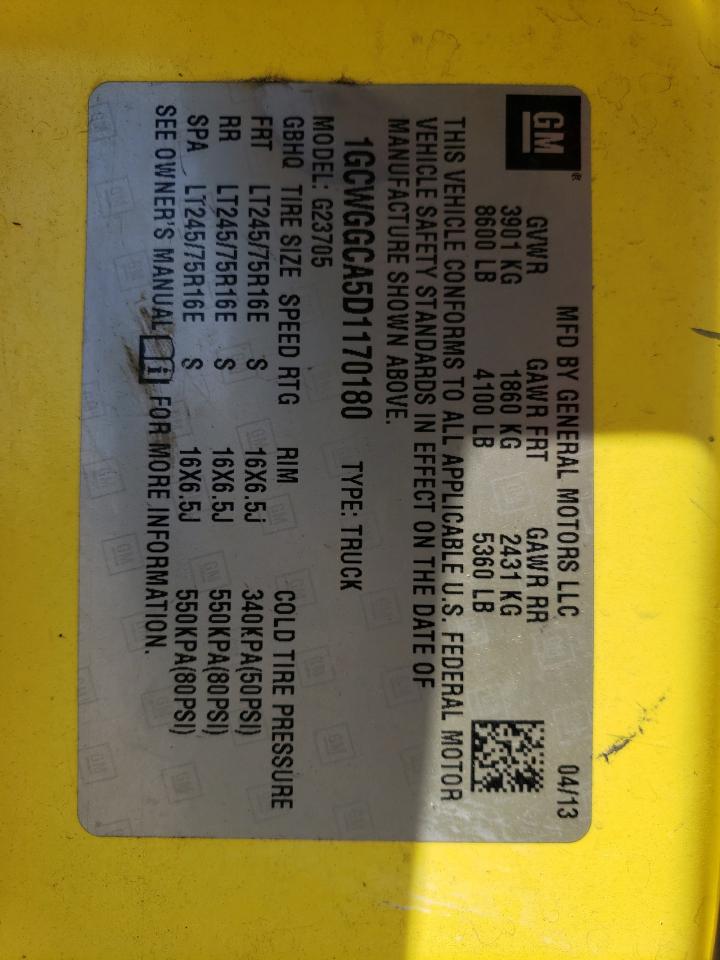 GM®
MFD BY GENERAL MOTORS LLC 04/13
GVWR GAWR FRT GAWR RR
3901 KG 1860 KG 2431 KG
8600 LB 4100 LB 5360 LB
THIS VEHICLE CONFORMS TO ALL APPLICABLE U.S. FEDERAL MOTOR
VEHICLE SAFETY STANDARDS IN EFFECT ON THE DATE OF
MANUFACTURE SHOWN ABOVE.
1GCWGGCA5D1170180 TYPE: TRUCK
MODEL: G23705
GBHQ TIRE SIZE SPEED RTG RIM COLD TIRE PRESSURE
FRT LT245/75R16E S 16X6.5J 340KPA(50PSI)
RR LT245/75R16E S 16X6.5J 550KPA(80PSI)
SPA LT245/75R16E S 16X6.5J 550KPA(80PSI)
SEE OWNER'S MANUAL i FOR MORE INFORMATION.